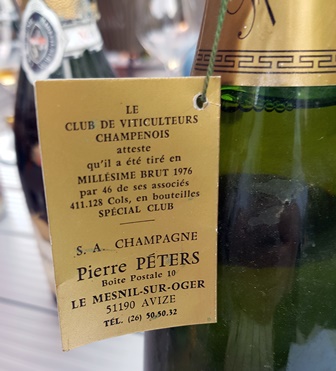 LE
CLUB DE VITICULTEURS
CHAMPENOIS
atteste
qu'il a été tiré en
MILLÉSIME BRUT 1976
par 46 de ses associés
411.128 Cols, en bouteilles
SPÉCIAL CLUB
S. A. CHAMPAGNE
Pierre PÉTERS
Boite Postale 10
LE MESNIL-SUR-OGER
51190 AVIZE
TÉL. (26) 50.50.32